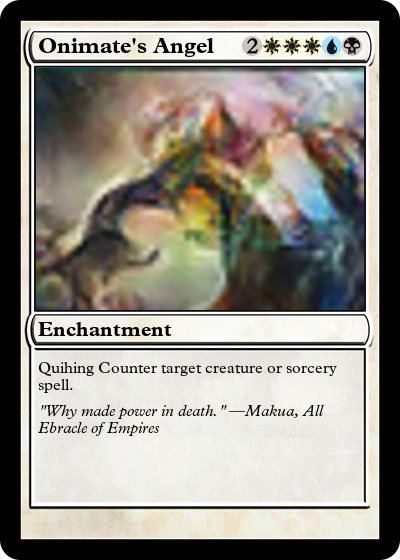 Onimate's Angel 2
Enchantment
Quihing Counter target creature or sorcery
spell.
"Why made power in death." —Makua, All
Ebracle of Empires